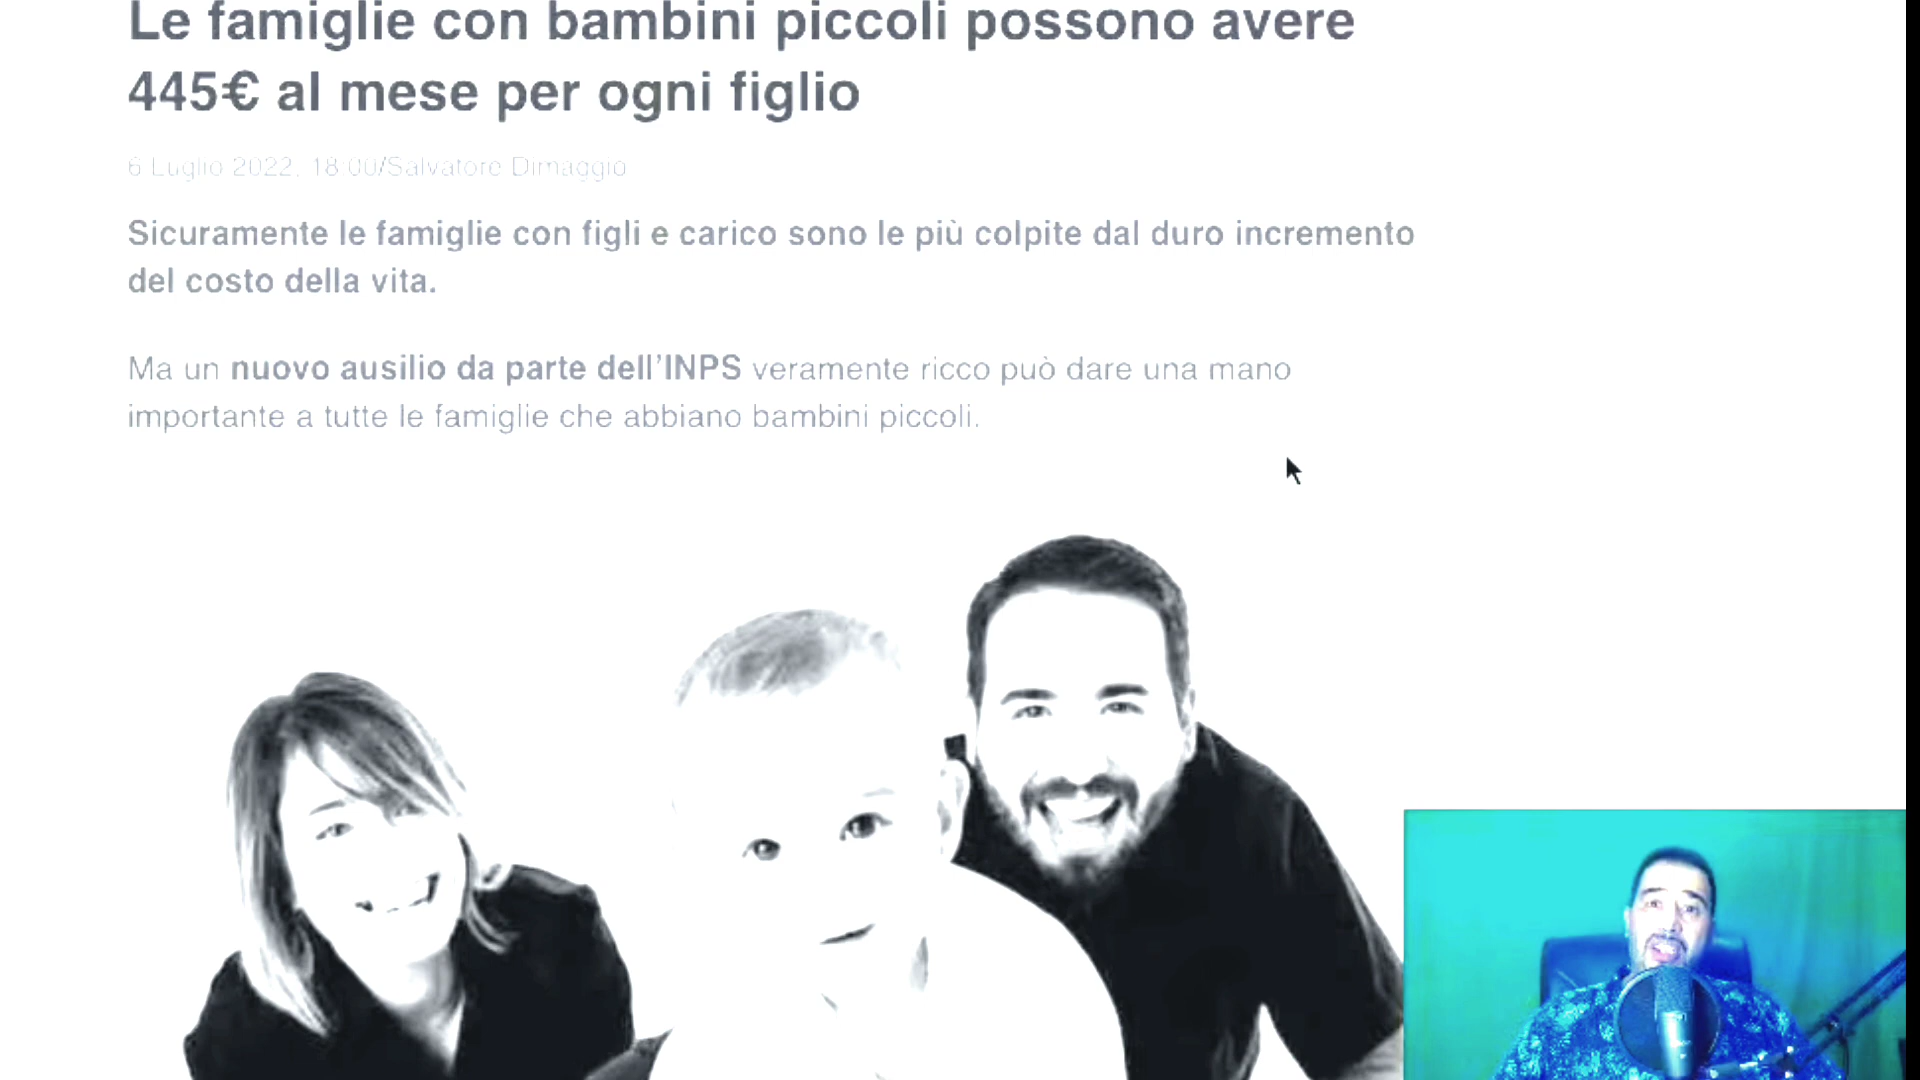 Le famiglie con bambini piccoli possono avere
445€ al mese per ogni figlio
6 Luglio 2022, 18:00/Salvatore Dimaggio
Sicuramente le famiglie con figli e carico sono le più colpite dal duro incremento
del costo della vita.
Ma un nuovo ausilio da parte dell'INPS veramente ricco può dare una mano
importante a tutte le famiglie che abbiano bambini piccoli.